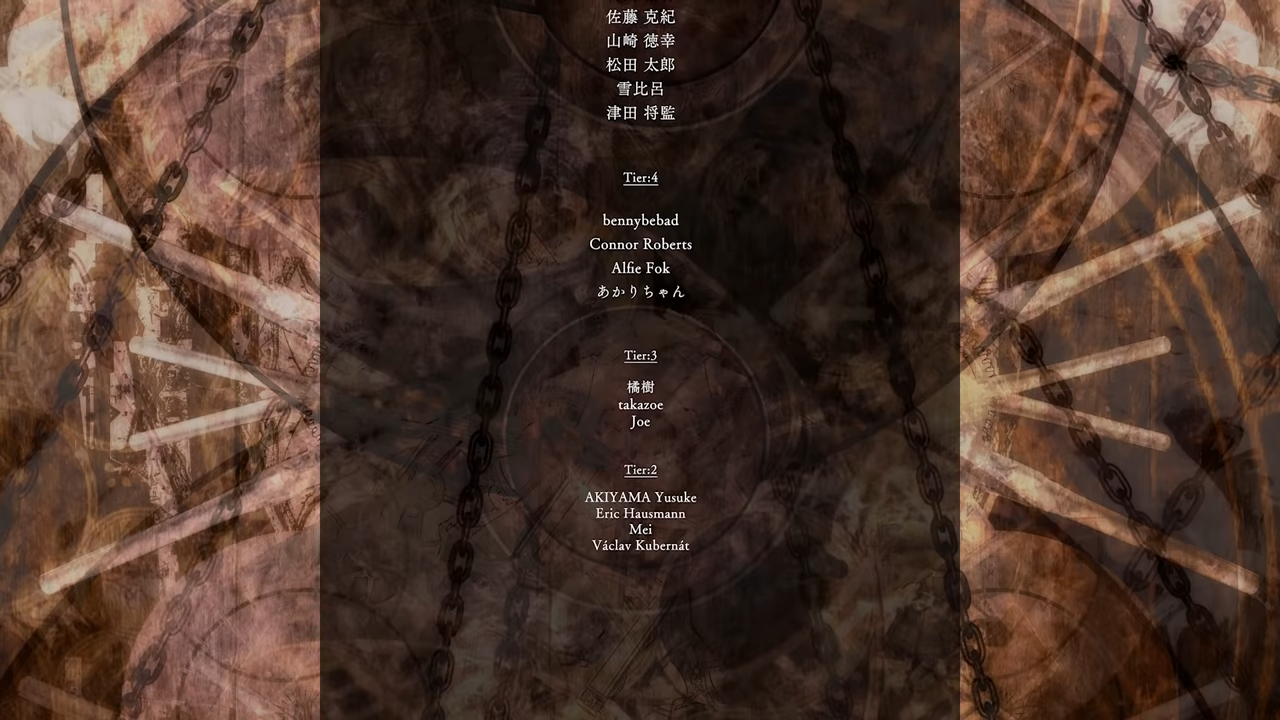 佐藤 克紀
山崎 徳幸
松田 太郎
雪比呂
津田 将監
Tier:4
bennybebad
Connor Roberts
Alfie Fok
あかりちゃん
Tier:3
橘樹
takazoe
Joe
Tier:2
AKIYAMA Yusuke
Eric Hausmann
Mei
Václav Kubernát